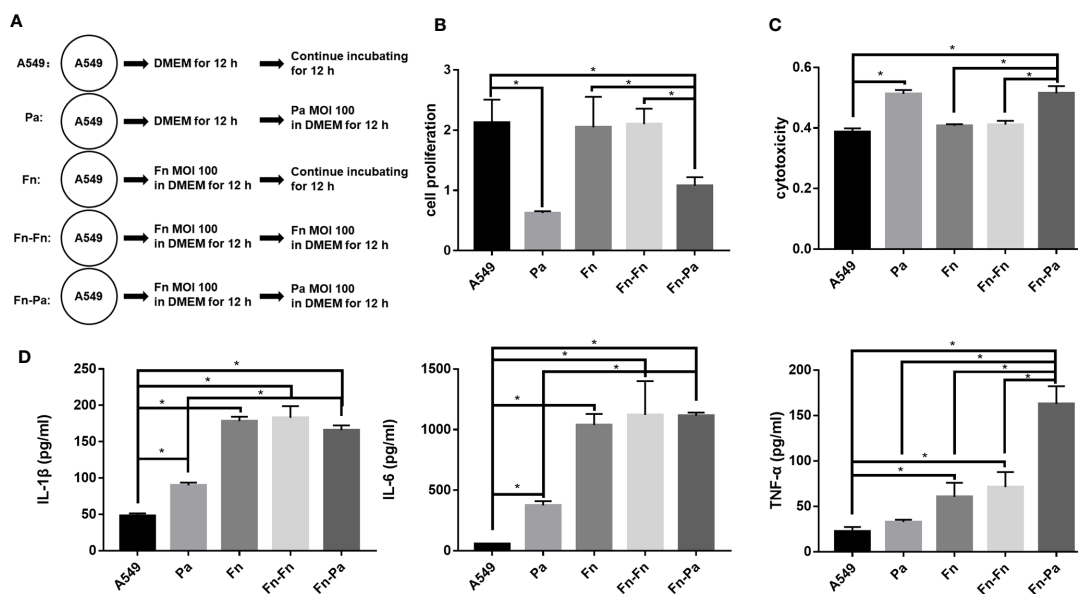 A
A549: A549 DMEM for 12 h Continue incubating
for 12 h
Pa: A549 DMEM for 12 h Pa MOI 100
in DMEM for 12 h
Fn: A549 Fn MOI 100 Continue incubating
in DMEM for 12 h for 12 h
Fn-Fn: A549 Fn MOI 100 Fn MOI 100
in DMEM for 12 h in DMEM for 12 h
Fn-Pa: A549 Fn MOI 100 Pa MOI 100
in DMEM for 12 h in DMEM for 12 h
B
* * * *
3
2
1
0
cell proliferation
A549 Pa Fn Fn-Fn Fn-Pa
C
* * * *
0.6
0.4
0.2
0.0
cytotoxicity
A549 Pa Fn Fn-Fn Fn-Pa
D
* * * * *
250
200
150
100
50
0
IL-1β (pg/ml)
A549 Pa Fn Fn-Fn Fn-Pa
* * * * *
1500
1000
500
0
IL-6 (pg/ml)
A549 Pa Fn Fn-Fn Fn-Pa
* * * * * *
200
150
100
50
0
TNF-α (pg/ml)
A549 Pa Fn Fn-Fn Fn-Pa